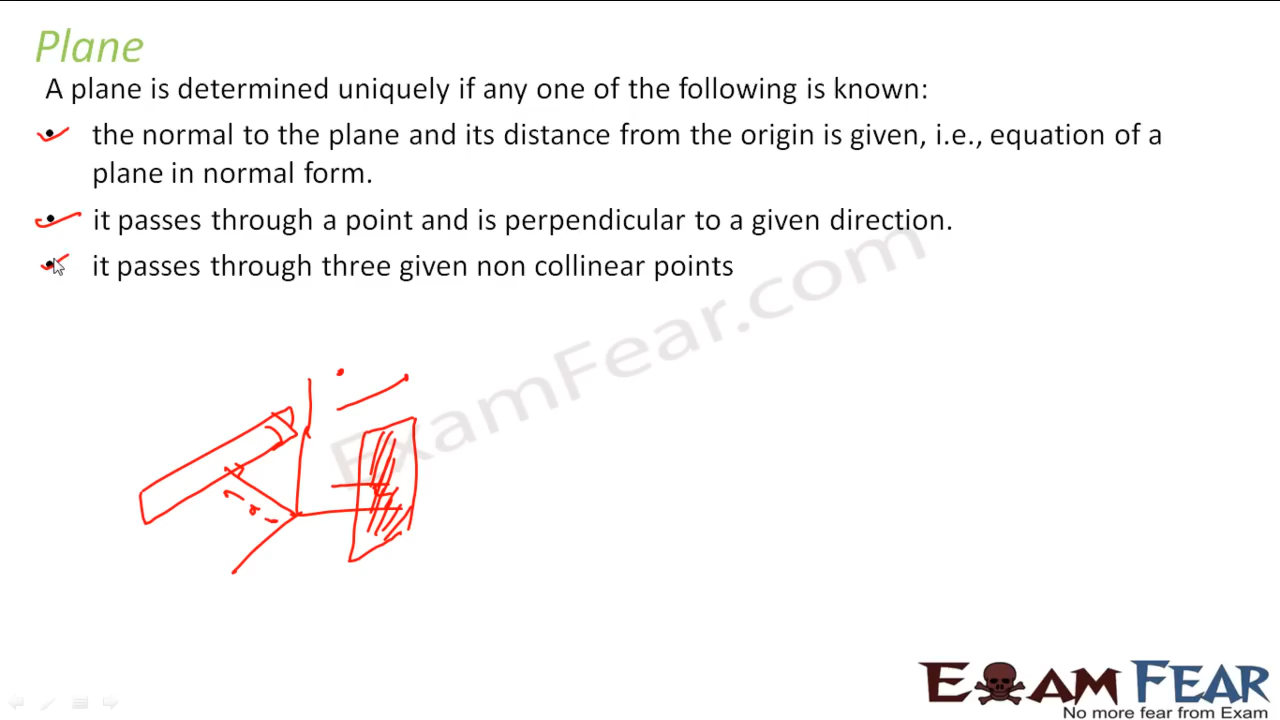 Plane
A plane is determined uniquely if any one of the following is known:
• the normal to the plane and its distance from the origin is given, i.e., equation of a
plane in normal form.
• it passes through a point and is perpendicular to a given direction.
• it passes through three given non collinear points
ExamFear.com
EXAM FEAR
No more fear from Exam